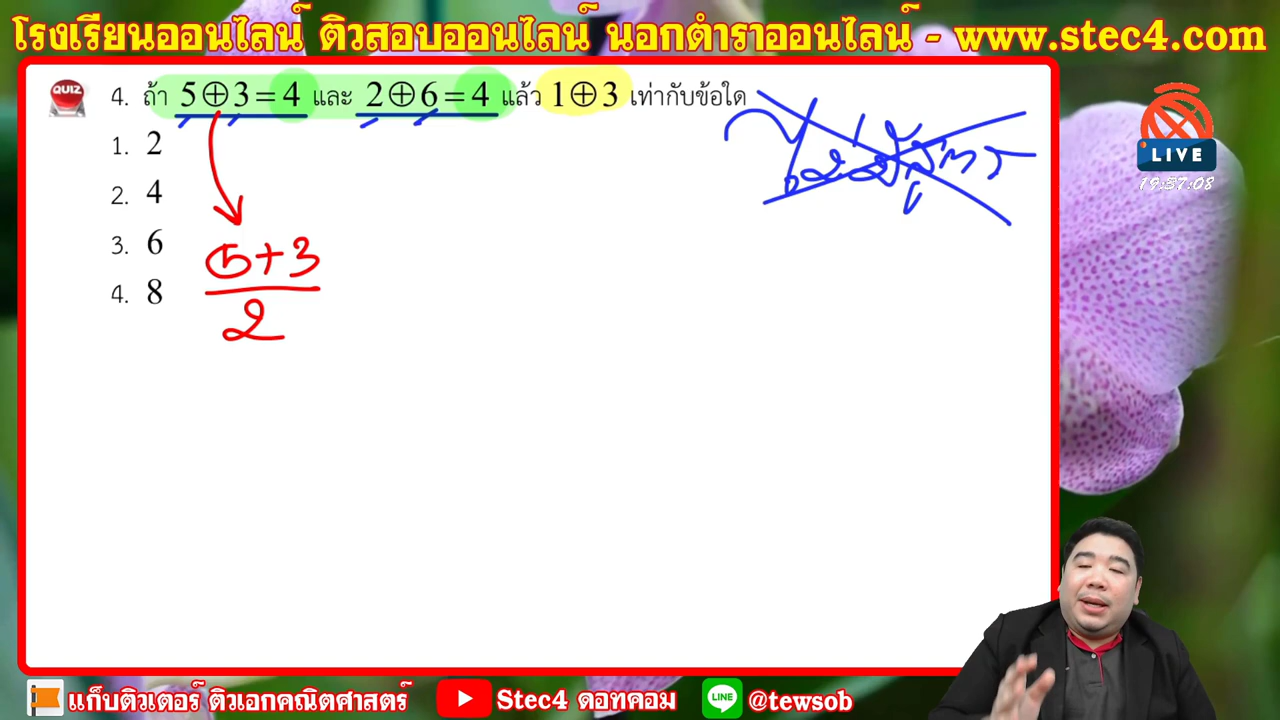 โรงเรียนออนไลน์ ติวสอบออนไลน์ นอกตำราออนไลน์ - www.stec4.com
QUIZ
4. ถ้า 5⊕3=4 และ 2⊕6=4 แล้ว 1⊕3 เท่ากับข้อใด
1. 2
2. 4
3. 6
4. 8
5+3
2
LIVE
19:57:08
แก็บติวเตอร์ ติวเอกคณิตศาสตร์
Stec4 ดอทคอม
LINE
@tewsob